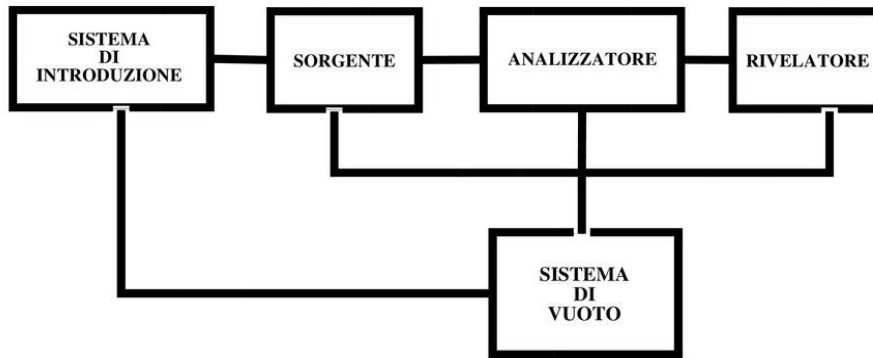 SISTEMA
DI
INTRODUZIONE
SORGENTE
ANALIZZATORE
RIVELATORE
SISTEMA
DI
VUOTO